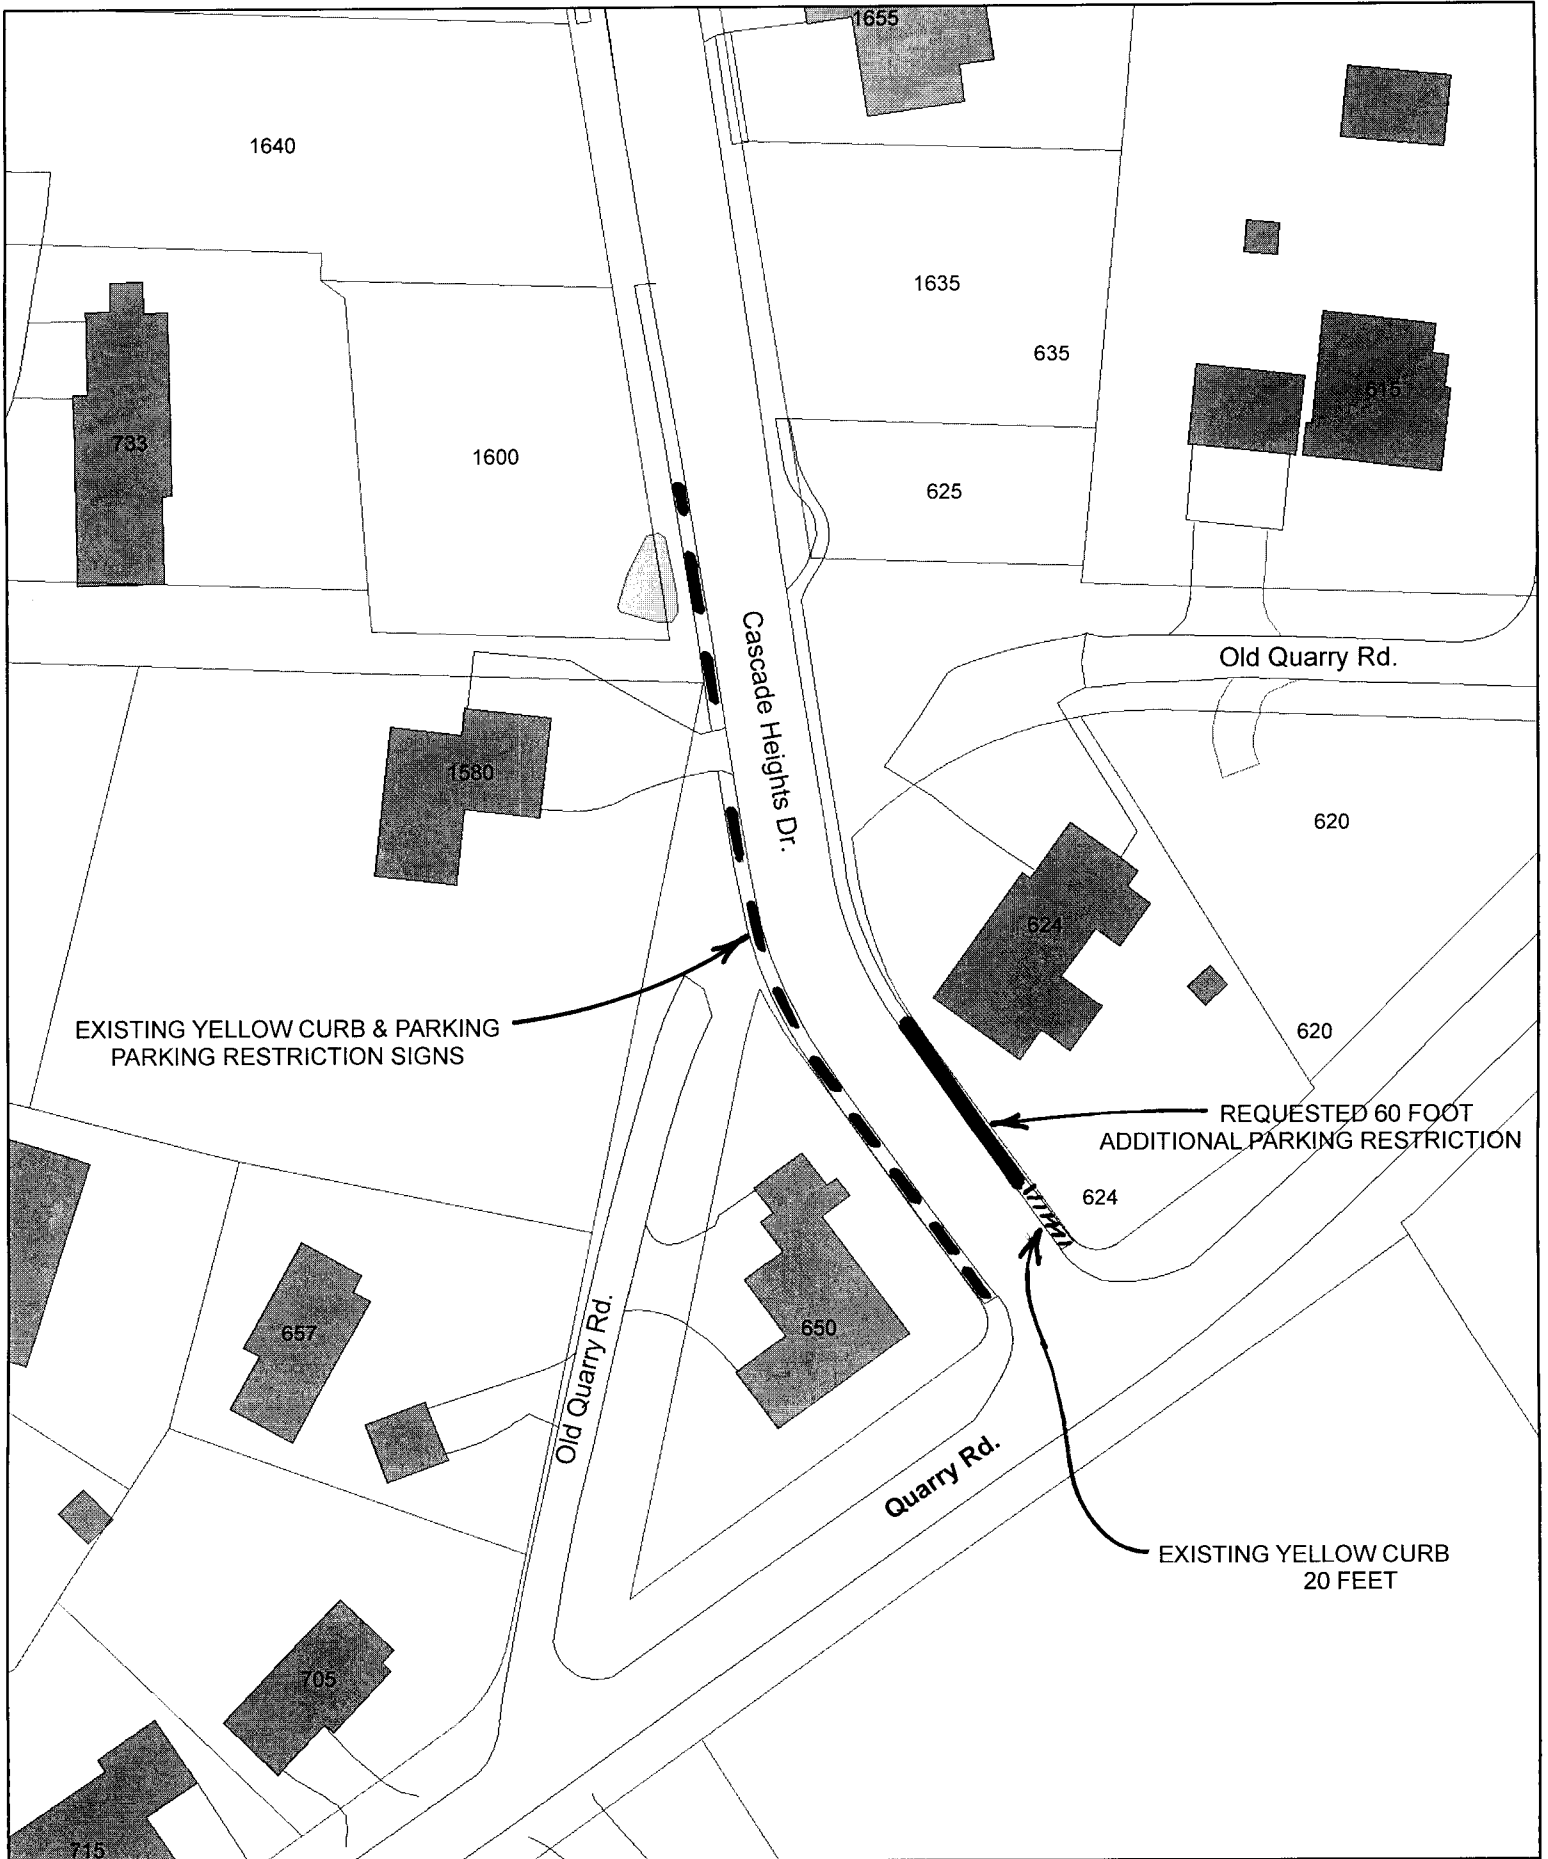 1655
1640
1635
635
615
733
1600
625
Cascade Heights Dr.
Old Quarry Rd.
1580
620
624
EXISTING YELLOW CURB & PARKING
PARKING RESTRICTION SIGNS
620
REQUESTED 60 FOOT
ADDITIONAL PARKING RESTRICTION
624
657
650
Old Quarry Rd.
Quarry Rd.
EXISTING YELLOW CURB
20 FEET
705
715